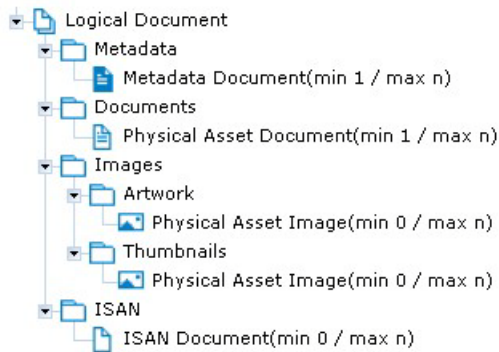 Logical Document
Metadata
Metadata Document(min 1 / max n)
Documents
Physical Asset Document(min 1 / max n)
Images
Artwork
Physical Asset Image(min 0 / max n)
Thumbnails
Physical Asset Image(min 0 / max n)
ISAN
ISAN Document(min 0 / max n)